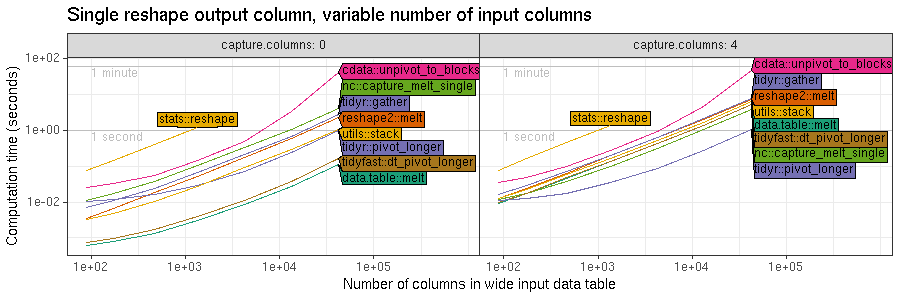 Single reshape output column, variable number of input columns
capture.columns: 0
capture.columns: 4
Computation time (seconds)
1e+02
1e+00
1e-02
1 minute
1 second
stats::reshape
cdata::unpivot_to_blocks
nc::capture_melt_single
tidyr::gather
reshape2::melt
utils::stack
tidyr::pivot_longer
tidyfast::dt_pivot_longer
data.table::melt
1 minute
1 second
stats::reshape
cdata::unpivot_to_blocks
tidyr::gather
reshape2::melt
utils::stack
data.table::melt
tidyfast::dt_pivot_longer
nc::capture_melt_single
tidyr::pivot_longer
1e+02 1e+03 1e+04 1e+05
1e+02 1e+03 1e+04 1e+05
Number of columns in wide input data table